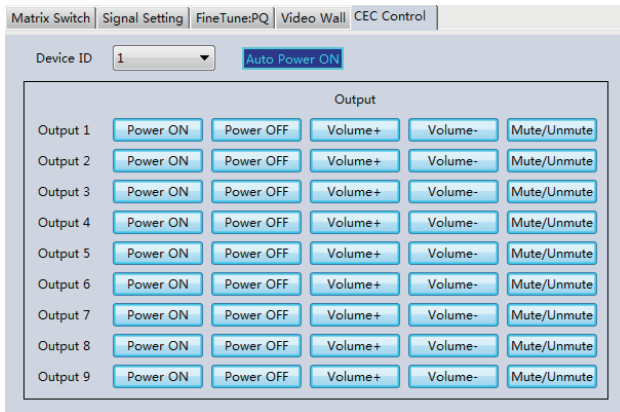 Matrix Switch Signal Setting FineTune:PQ Video Wall CEC Control
Device ID 1 Auto Power ON
Output
Output 1 Power ON Power OFF Volume+ Volume- Mute/Unmute
Output 2 Power ON Power OFF Volume+ Volume- Mute/Unmute
Output 3 Power ON Power OFF Volume+ Volume- Mute/Unmute
Output 4 Power ON Power OFF Volume+ Volume- Mute/Unmute
Output 5 Power ON Power OFF Volume+ Volume- Mute/Unmute
Output 6 Power ON Power OFF Volume+ Volume- Mute/Unmute
Output 7 Power ON Power OFF Volume+ Volume- Mute/Unmute
Output 8 Power ON Power OFF Volume+ Volume- Mute/Unmute
Output 9 Power ON Power OFF Volume+ Volume- Mute/Unmute